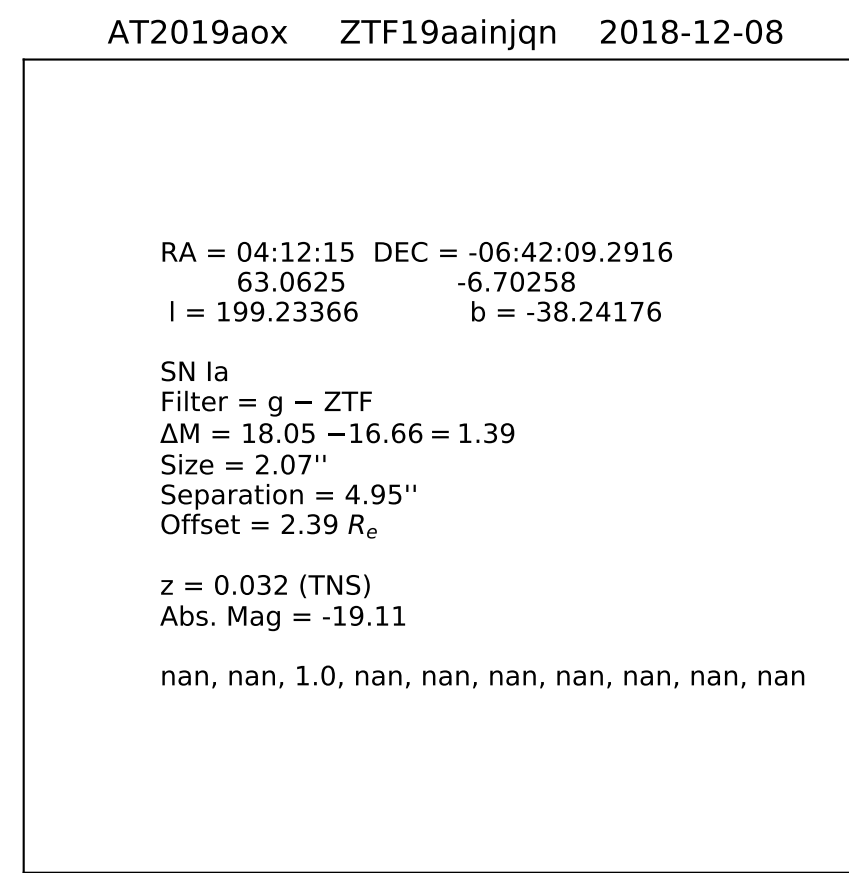 AT2019aox ZTF19aainjqn 2018-12-08
RA = 04:12:15 DEC = -06:42:09.2916
63.0625 -6.70258
l = 199.23366 b = -38.24176
SN Ia
Filter = g − ZTF
ΔM = 18.05 −16.66 = 1.39
Size = 2.07''
Separation = 4.95''
Offset = 2.39 Rₑ
z = 0.032 (TNS)
Abs. Mag = -19.11
nan, nan, 1.0, nan, nan, nan, nan, nan, nan, nan